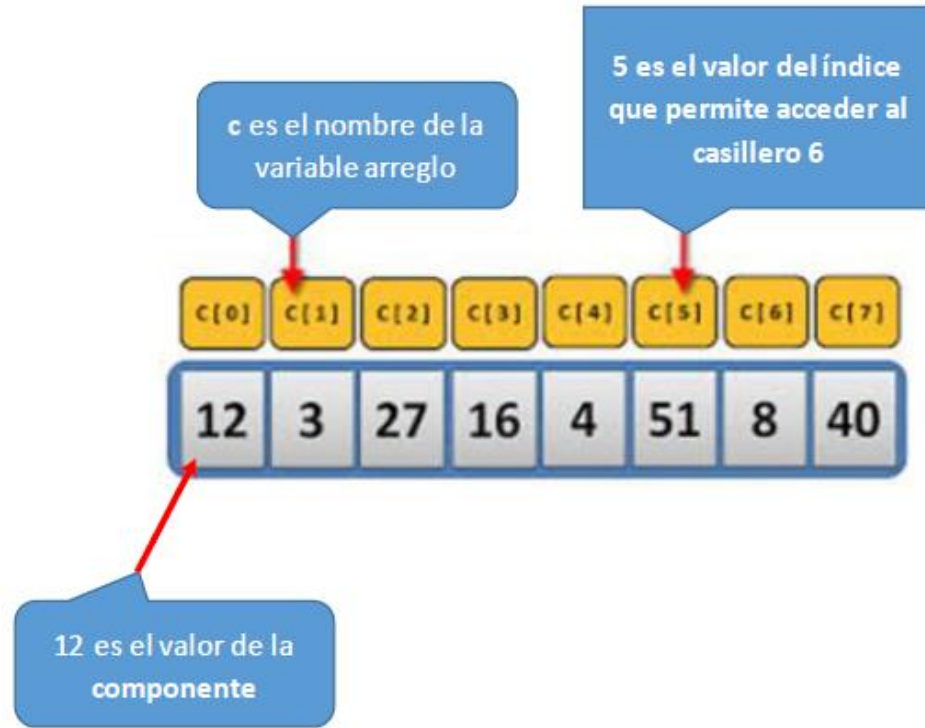 5 es el valor del índice
que permite acceder al
casillero 6
c es el nombre de la
variable arreglo
C[0] C[1] C[2] C[3] C[4] C[5] C[6] C[7]
12 3 27 16 4 51 8 40
12 es el valor de la
componente